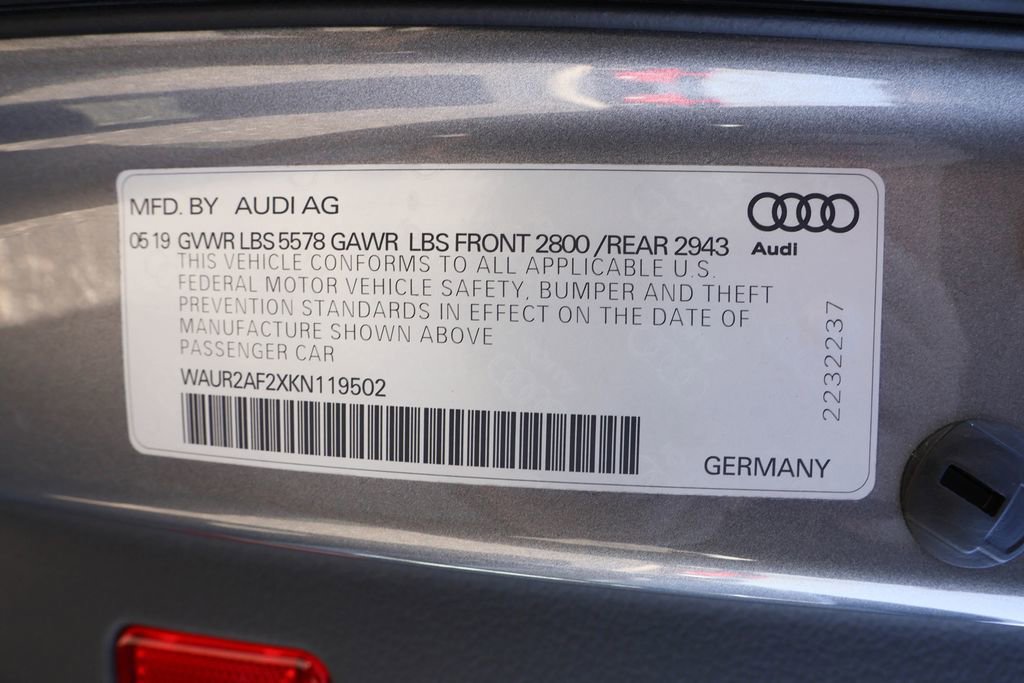 MFD. BY AUDI AG
05 19 GVWR LBS 5578 GAWR LBS FRONT 2800 /REAR 2943
Audi
THIS VEHICLE CONFORMS TO ALL APPLICABLE U.S.
FEDERAL MOTOR VEHICLE SAFETY, BUMPER AND THEFT
PREVENTION STANDARDS IN EFFECT ON THE DATE OF
MANUFACTURE SHOWN ABOVE
PASSENGER CAR
WAUR2AF2XKN119502
2232237
GERMANY